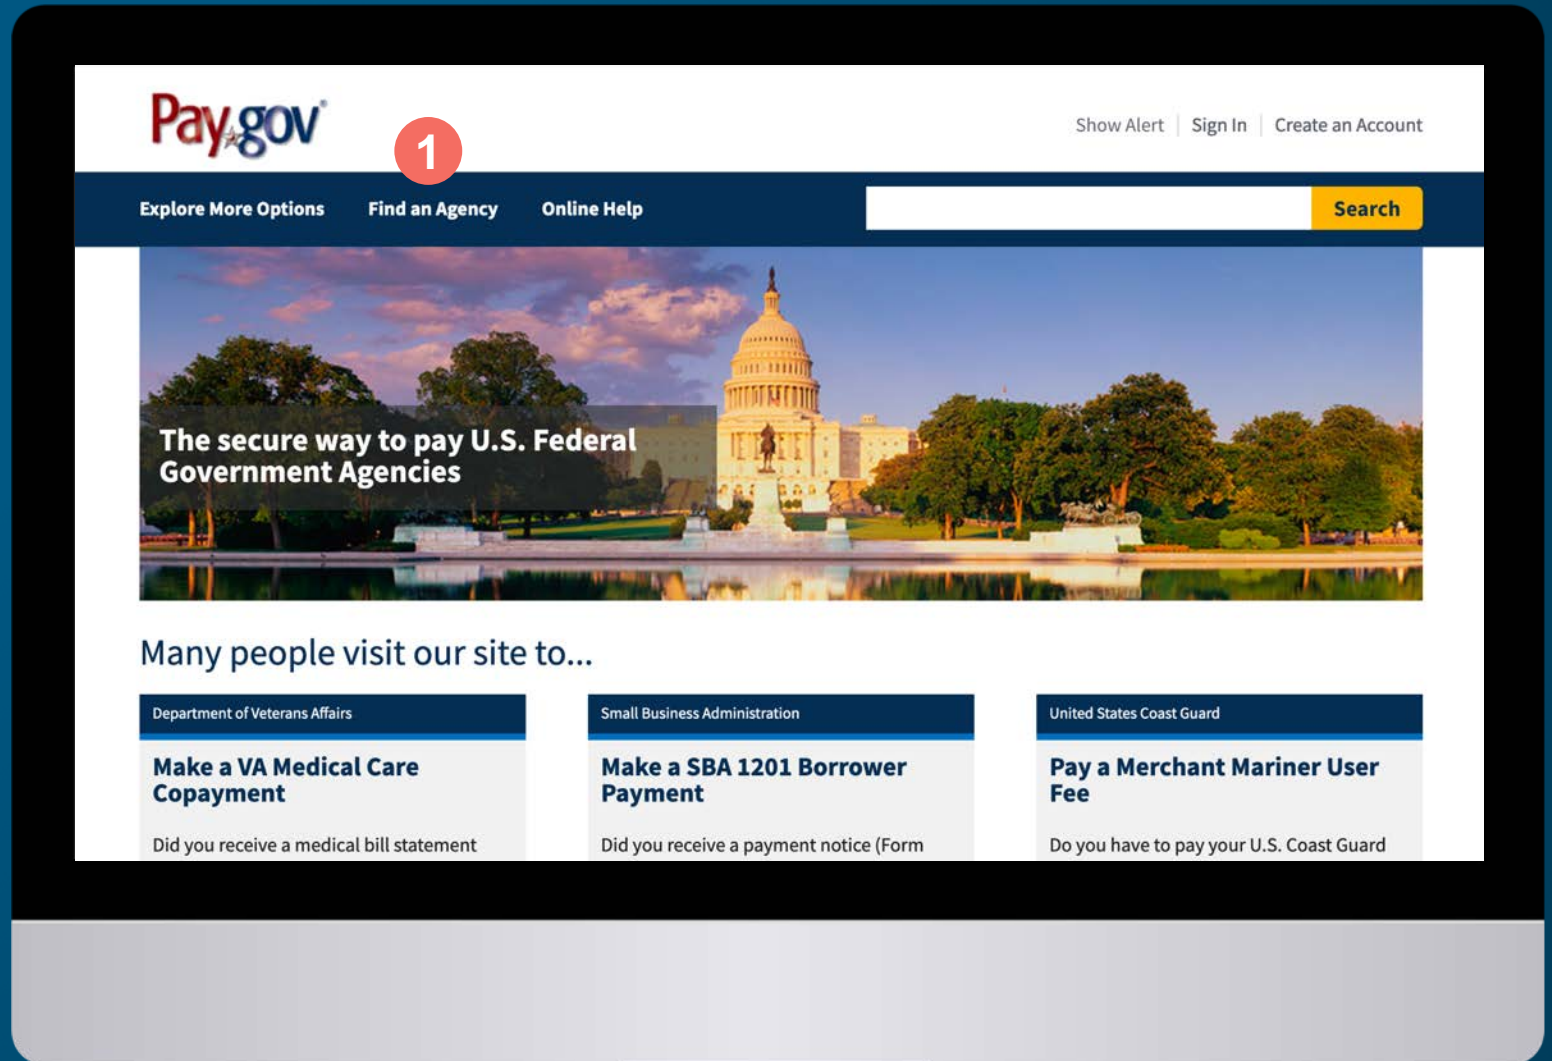 Pay.gov®
1
Show Alert
Sign In
Create an Account
Explore More Options
Find an Agency
Online Help
Search
The secure way to pay U.S. Federal
Government Agencies
Many people visit our site to...
Department of Veterans Affairs
Make a VA Medical Care
Copayment
Did you receive a medical bill statement
Small Business Administration
Make a SBA 1201 Borrower
Payment
Did you receive a payment notice (Form
United States Coast Guard
Pay a Merchant Mariner User
Fee
Do you have to pay your U.S. Coast Guard